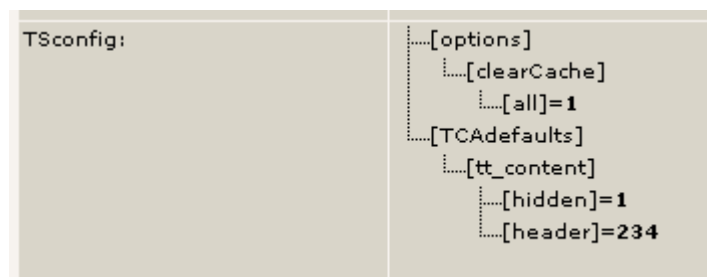 TSconfig:
[options]
[clearCache]
[all]=1
[TCAdefaults]
[tt_content]
[hidden]=1
[header]=234